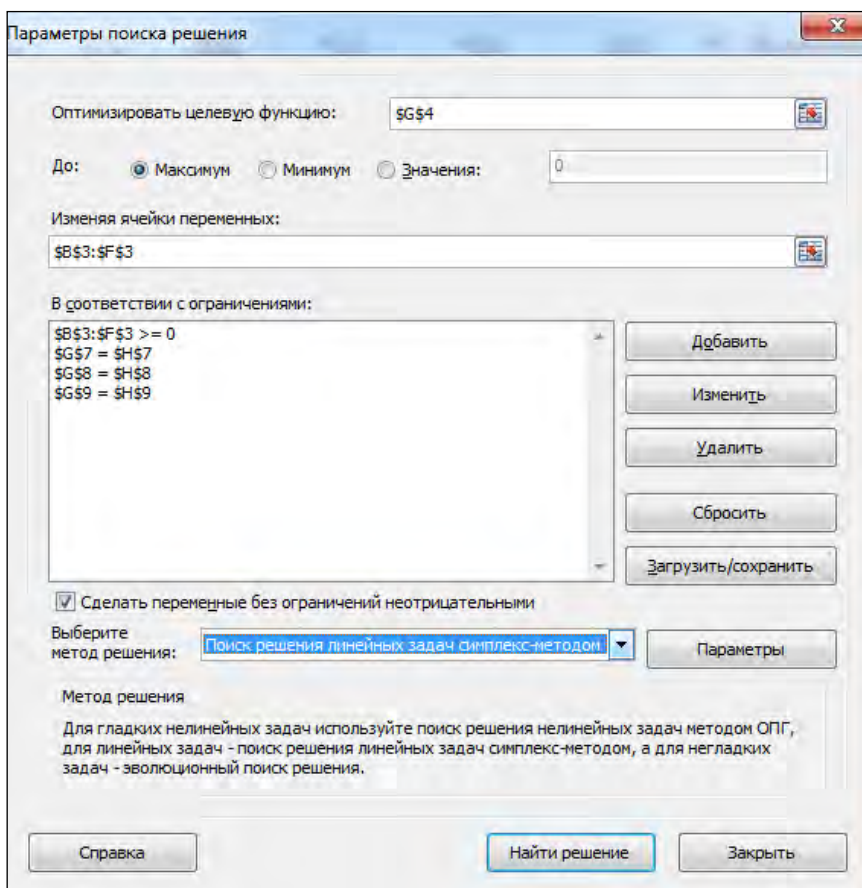 Параметры поиска решения
Оптимизировать целевую функцию: $G$4
До: Максимум Минимум Значения: 0
Изменяя ячейки переменных:
$B$3:$F$3
В соответствии с ограничениями:
$B$3:$F$3 >= 0
$G$7 = $H$7
$G$8 = $H$8
$G$9 = $H$9
Добавить
Изменить
Удалить
Сбросить
Загрузить/сохранить
Сделать переменные без ограничений неотрицательными
Выберите
метод решения: Поиск решения линейных задач симплекс-методом Параметры
Метод решения
Для гладких нелинейных задач используйте поиск решения нелинейных задач методом ОПГ,
для линейных задач - поиск решения линейных задач симплекс-методом, а для негладких
задач - эволюционный поиск решения.
Справка Найти решение Закрыть